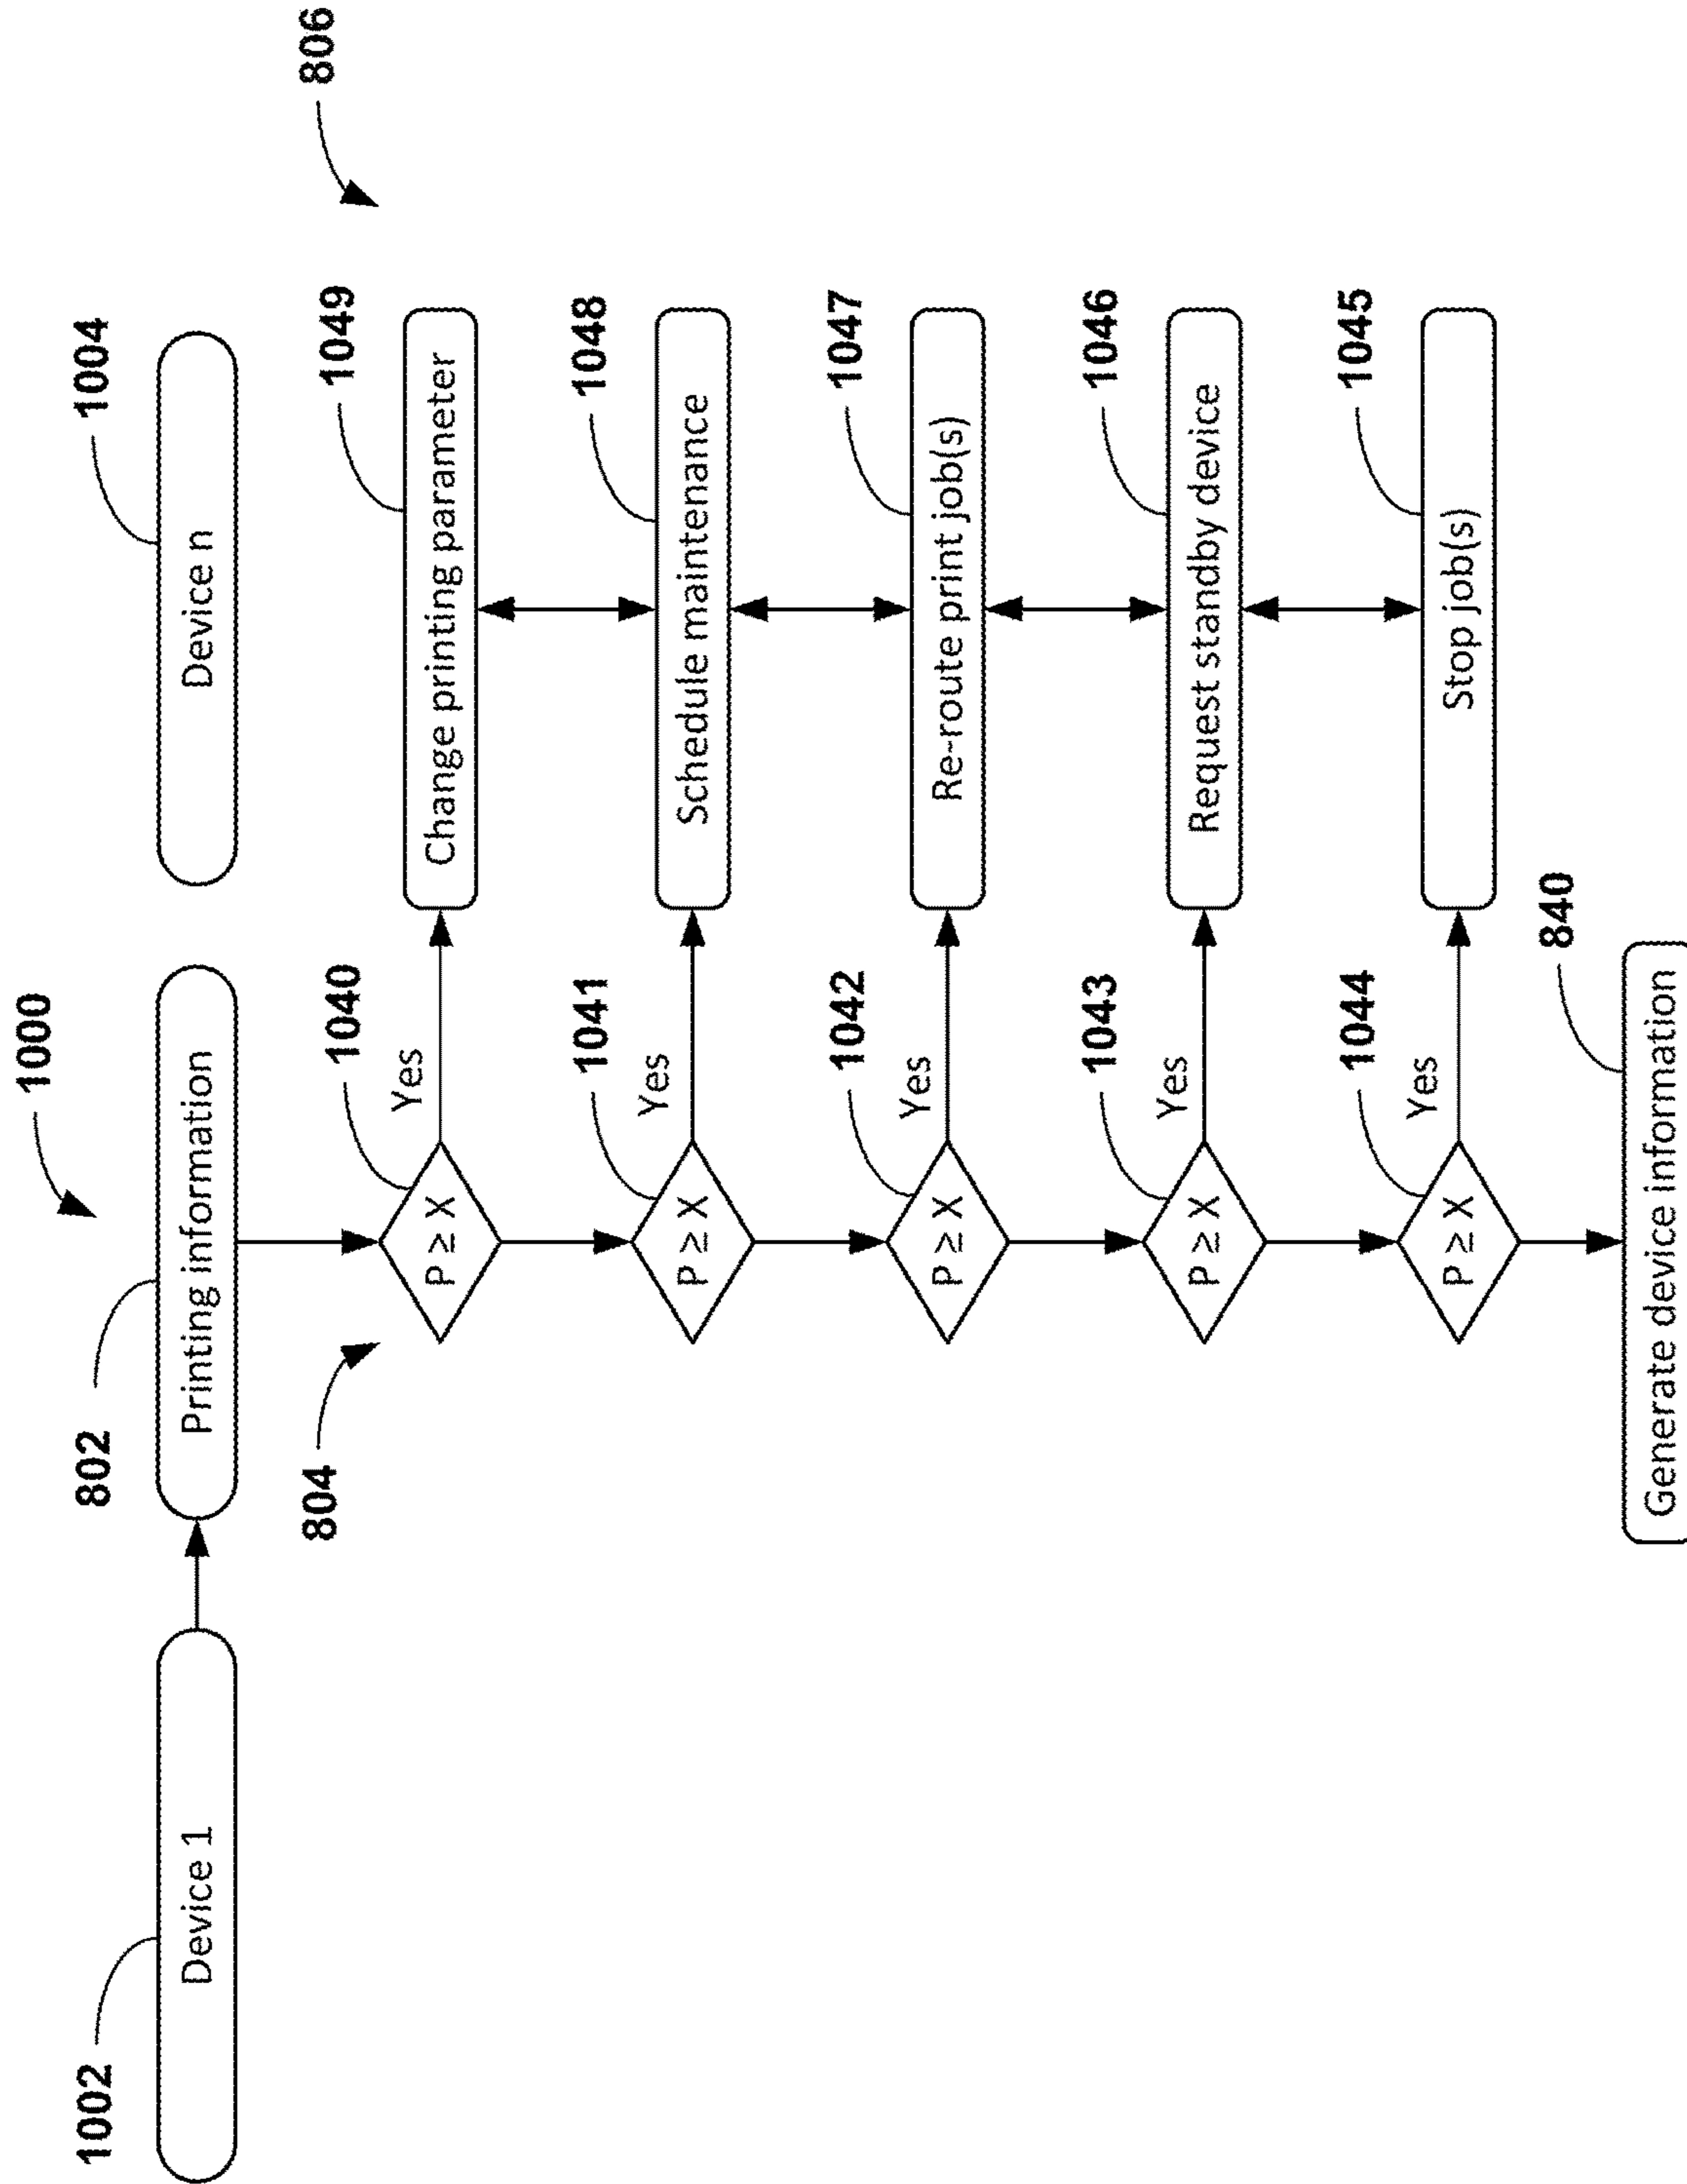 1000
1002
802
1004
Device 1
Printing information
Device n
804
806
1040
1049
P ≥ X
Yes
Change printing parameter
1041
1048
P ≥ X
Yes
Schedule maintenance
1042
1047
P ≥ X
Yes
Re-route print job(s)
1043
1046
P ≥ X
Yes
Request standby device
1044
1045
P ≥ X
Yes
Stop job(s)
840
Generate device information